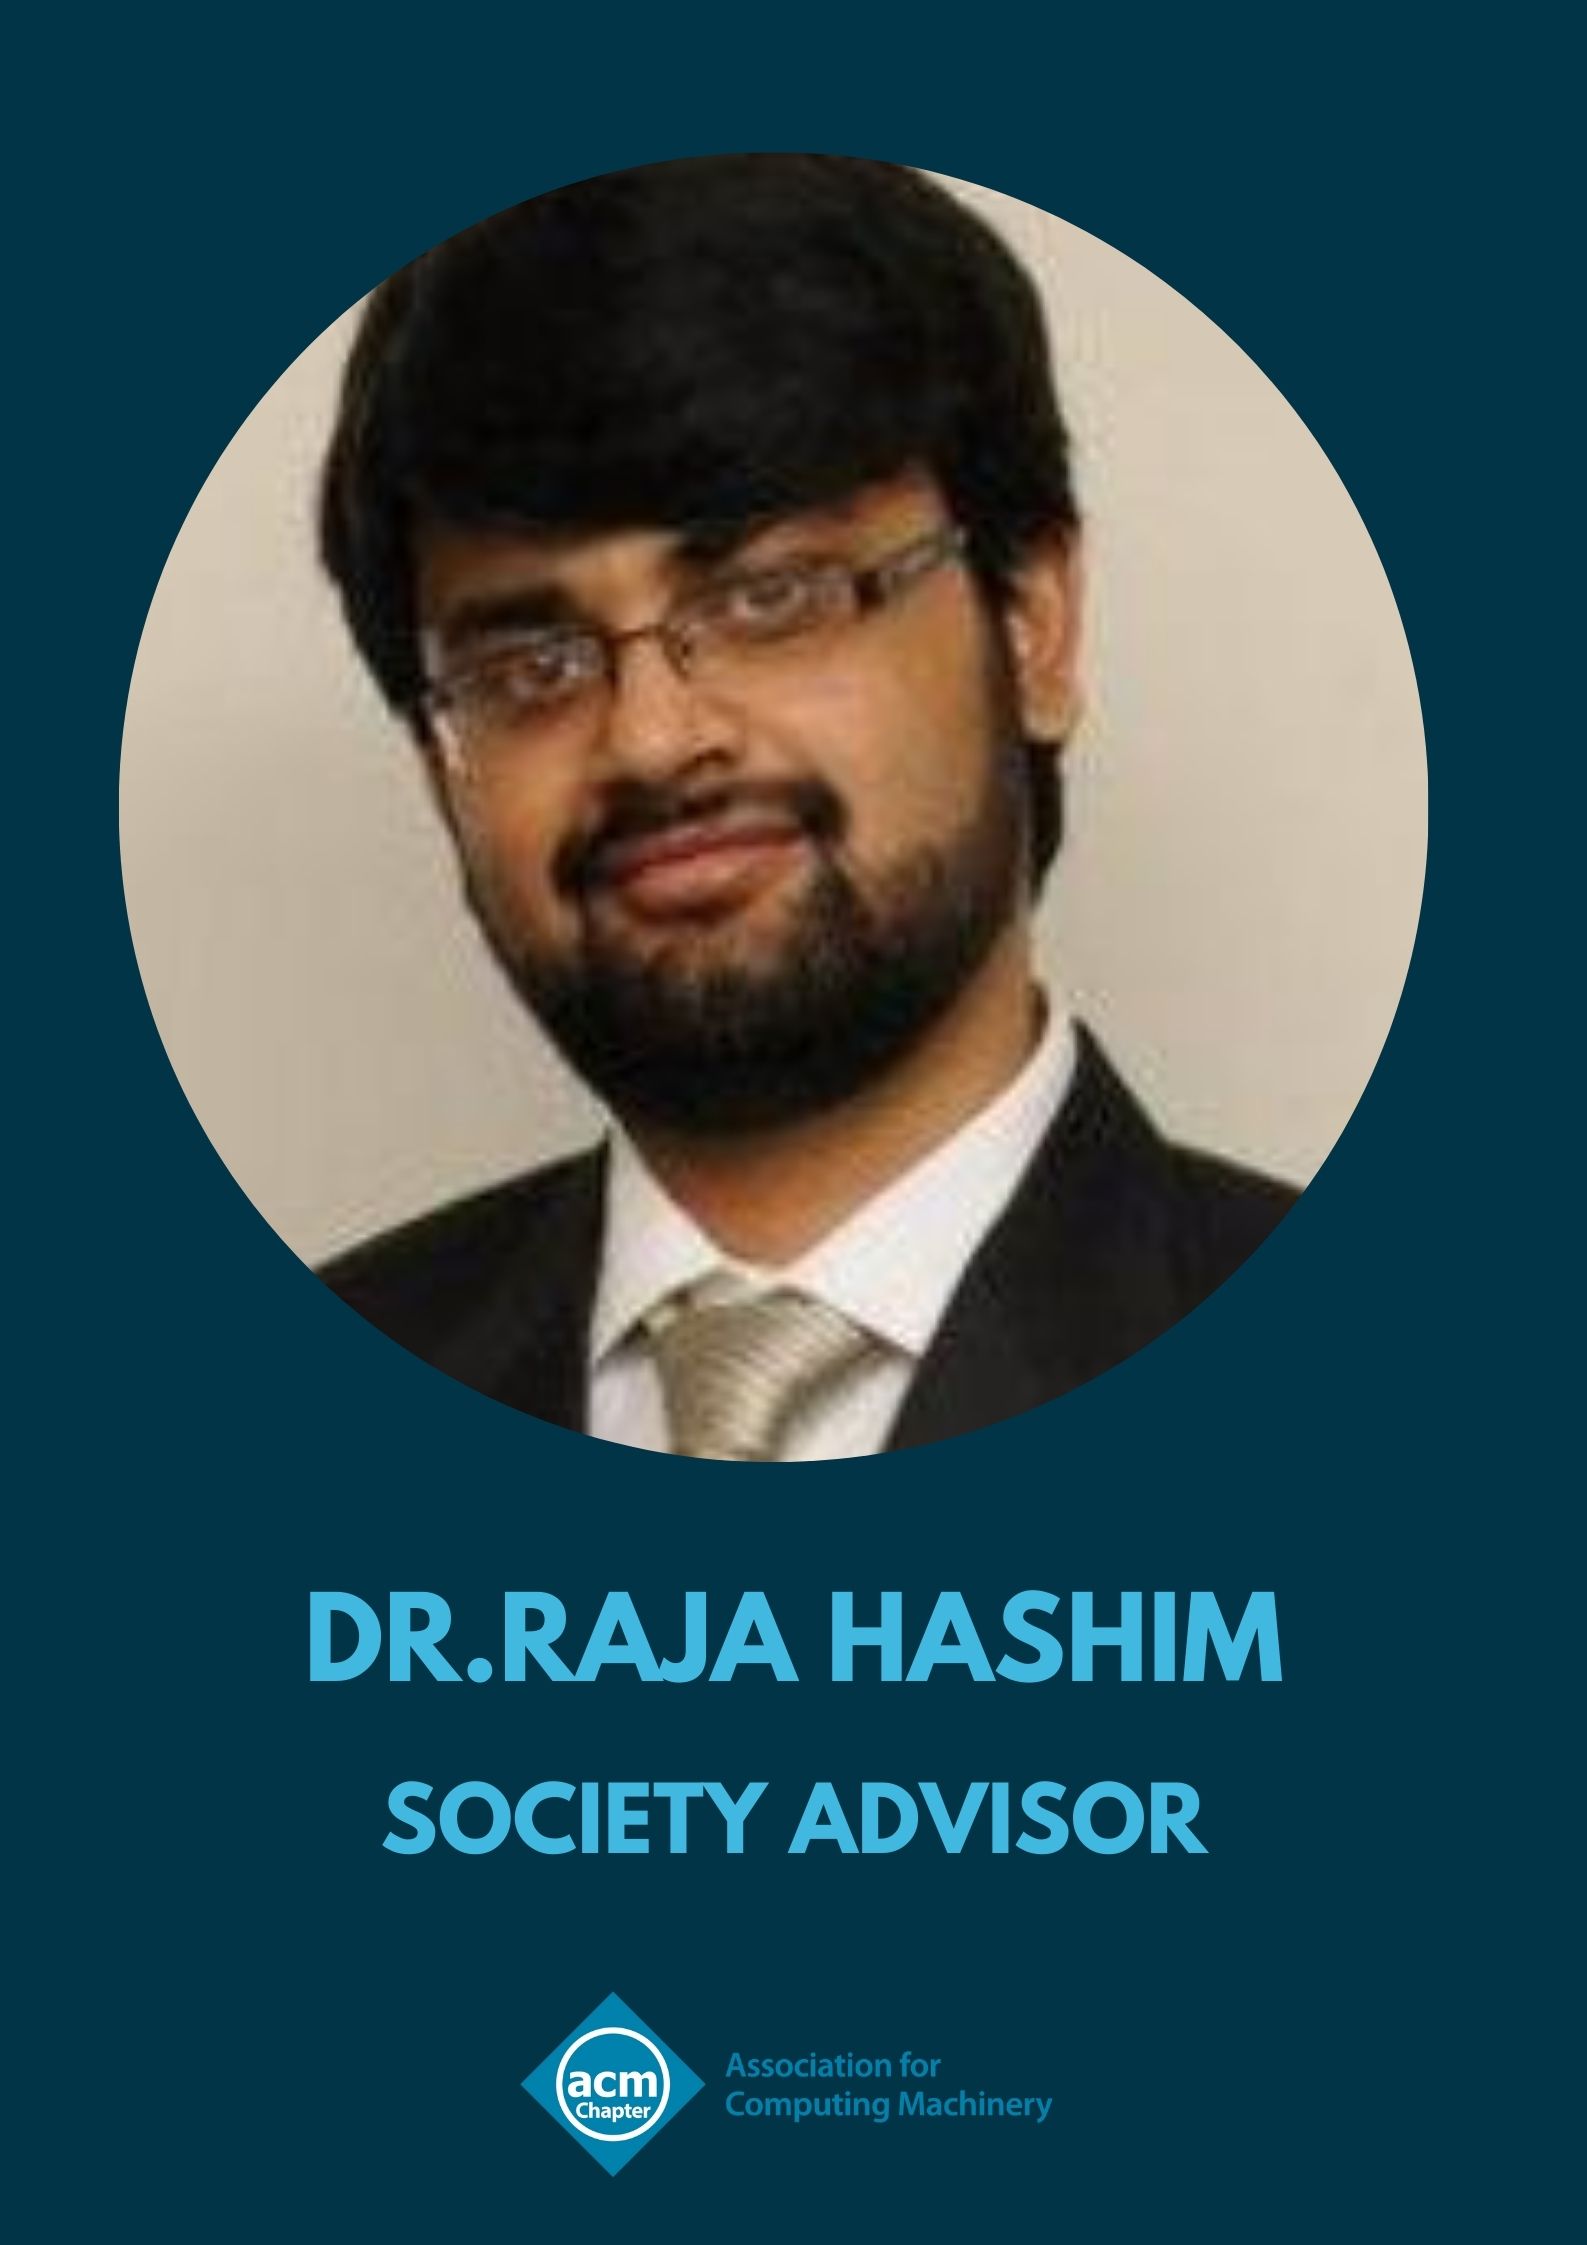 DR.RAJA HASHIM
SOCIETY ADVISOR
acm
Chapter
Association for
Computing Machinery